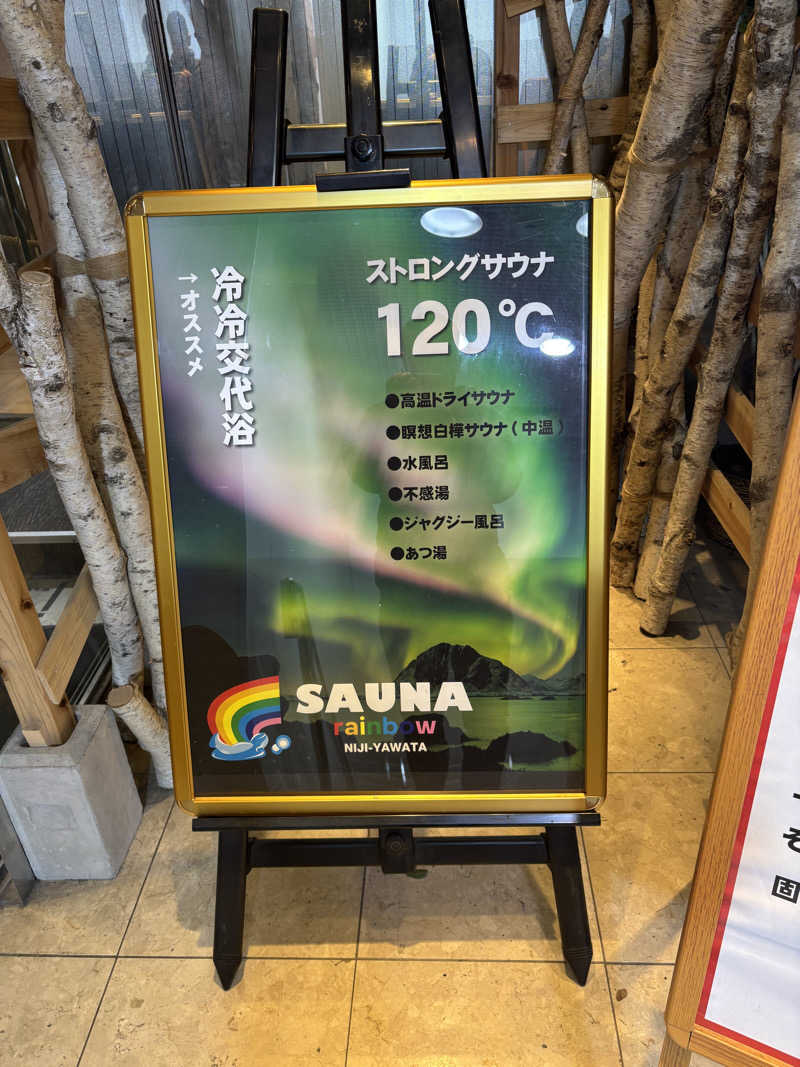 冷冷交代浴
→オススメ
ストロングサウナ
120℃
●高温ドライサウナ
●瞑想白樺サウナ(中温)
●水風呂
●不感湯
●ジャグジー風呂
●あつ湯
SAUNA
rainbow
NIJI-YAWATA
そ
固